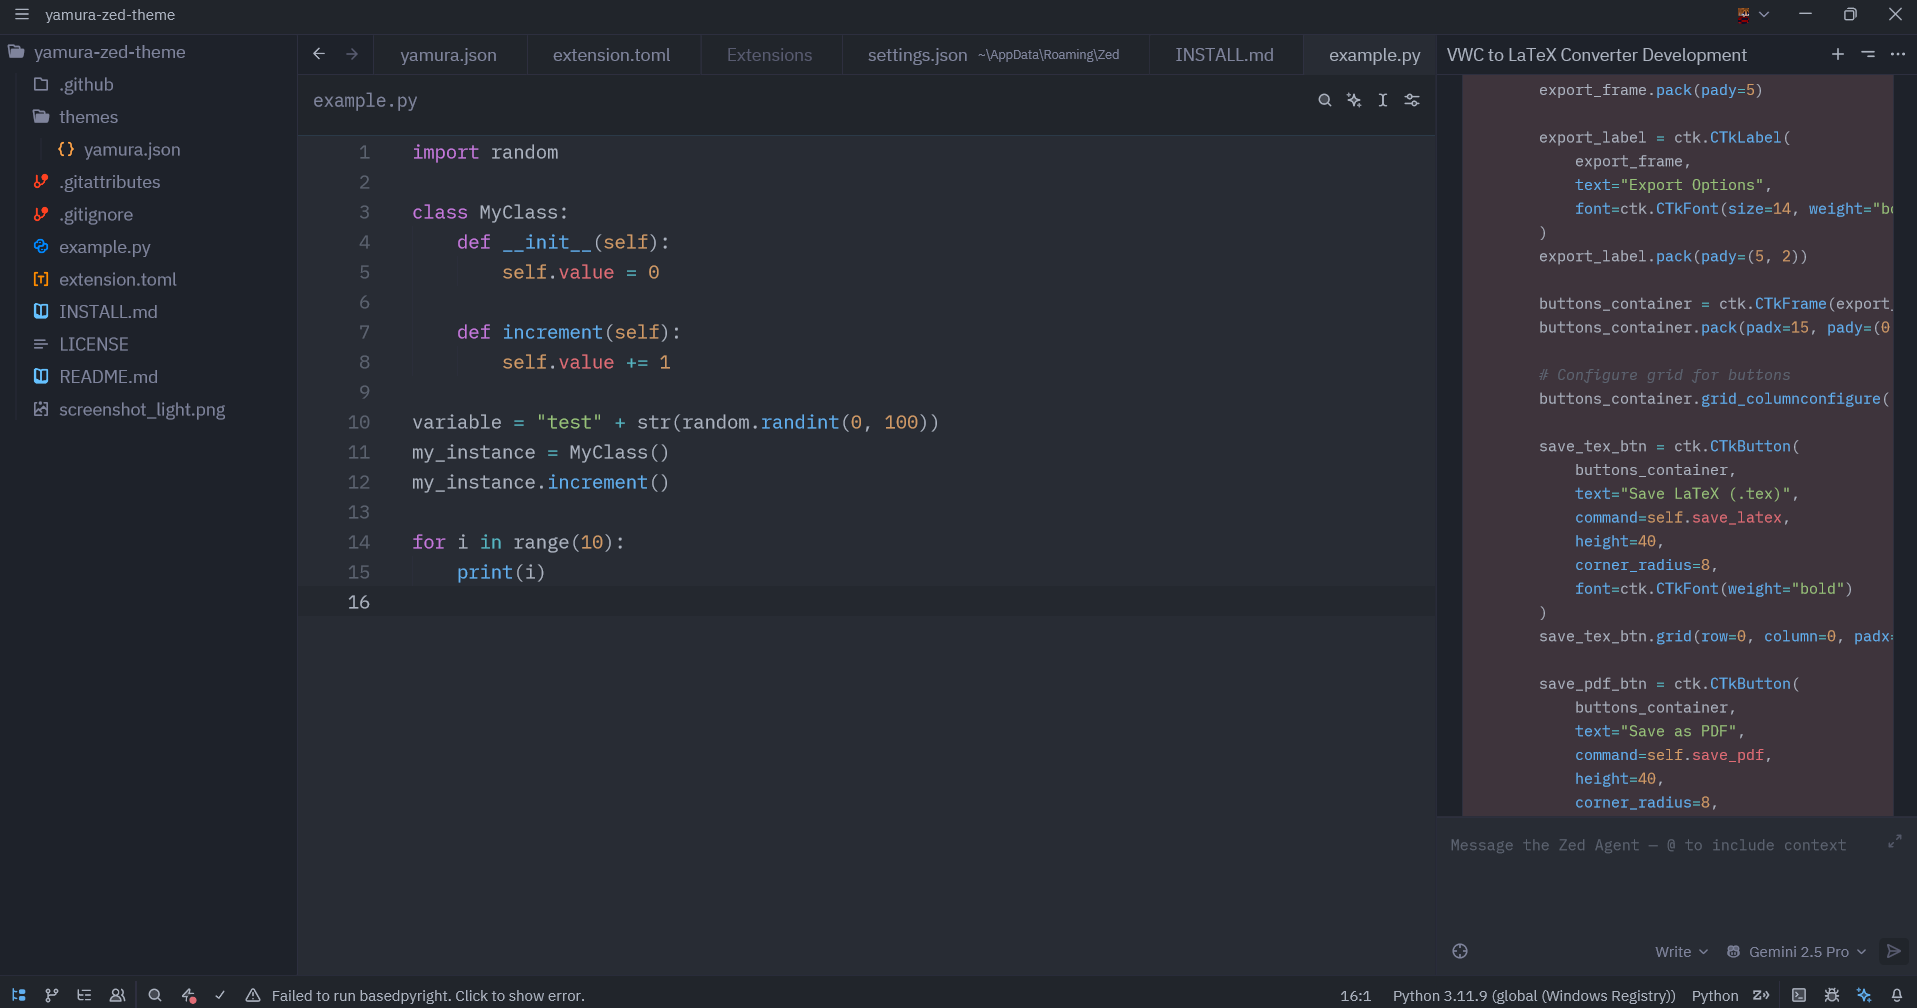 yamura-zed-theme
yamura-zed-theme
.github
themes
yamura.json
.gitattributes
.gitignore
example.py
extension.toml
INSTALL.md
LICENSE
README.md
screenshot_light.png
yamura.json
extension.toml
Extensions
settings.json ~\AppData\Roaming\Zed
INSTALL.md
example.py
example.py
1 import random
2
3 class MyClass:
4     def __init__(self):
5         self.value = 0
6
7     def increment(self):
8         self.value += 1
9
10 variable = "test" + str(random.randint(0, 100))
11 my_instance = MyClass()
12 my_instance.increment()
13
14 for i in range(10):
15     print(i)
16
VWC to LaTeX Converter Development
export_frame.pack(pady=5)
export_label = ctk.CTkLabel(
    export_frame,
    text="Export Options",
    font=ctk.CTkFont(size=14, weight="bo
)
export_label.pack(pady=(5, 2))
buttons_container = ctk.CTkFrame(export_
buttons_container.pack(padx=15, pady=(0
# Configure grid for buttons
buttons_container.grid_columnconfigure(
save_tex_btn = ctk.CTkButton(
    buttons_container,
    text="Save LaTeX (.tex)",
    command=self.save_latex,
    height=40,
    corner_radius=8,
    font=ctk.CTkFont(weight="bold")
)
save_tex_btn.grid(row=0, column=0, padx=
save_pdf_btn = ctk.CTkButton(
    buttons_container,
    text="Save as PDF",
    command=self.save_pdf,
    height=40,
    corner_radius=8,
Message the Zed Agent — @ to include context
Write
Gemini 2.5 Pro
Failed to run basedpyright. Click to show error.
16:1
Python 3.11.9 (global (Windows Registry))
Python